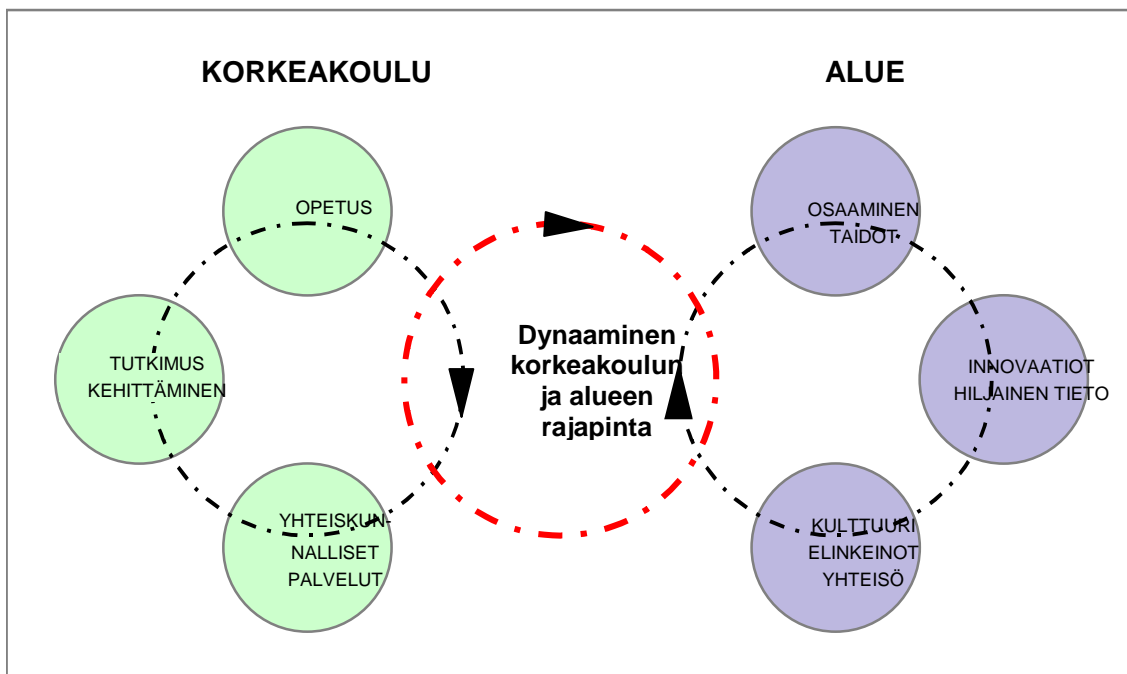 KORKEAKOULU
ALUE
OPETUS
TUTKIMUS
KEHITTÄMINEN
YHTEISKUN-
NALLISET
PALVELUT
Dynaaminen
korkeakoulun
ja alueen
rajapinta
OSAAMINEN
TAIDOT
INNOVAATIOT
HILJAINEN TIETO
KULTTUURI
ELINKEINOT
YHTEISÖ